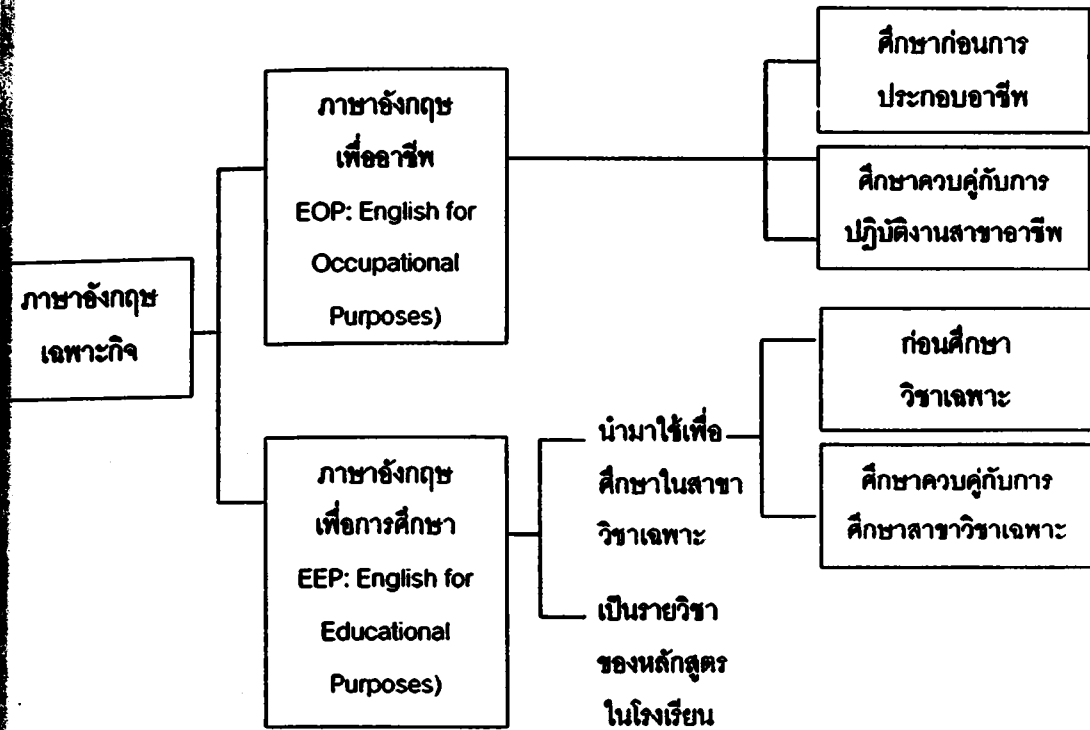 ภาษาอังกฤษ
เฉพาะกิจ
ภาษาอังกฤษ
เพื่ออาชีพ
EOP: English for
Occupational
Purposes)
ศึกษาก่อนการ
ประกอบอาชีพ
ศึกษาควบคู่กับการ
ปฏิบัติงานสาขาอาชีพ
ภาษาอังกฤษ
เพื่อการศึกษา
EEP: English for
Educational
Purposes)
นำมาใช้เพื่อ
ศึกษาในสาขา
วิชาเฉพาะ
ก่อนศึกษา
วิชาเฉพาะ
ศึกษาควบคู่กับการ
ศึกษาสาขาวิชาเฉพาะ
เป็นรายวิชา
ของหลักสูตร
ในโรงเรียน